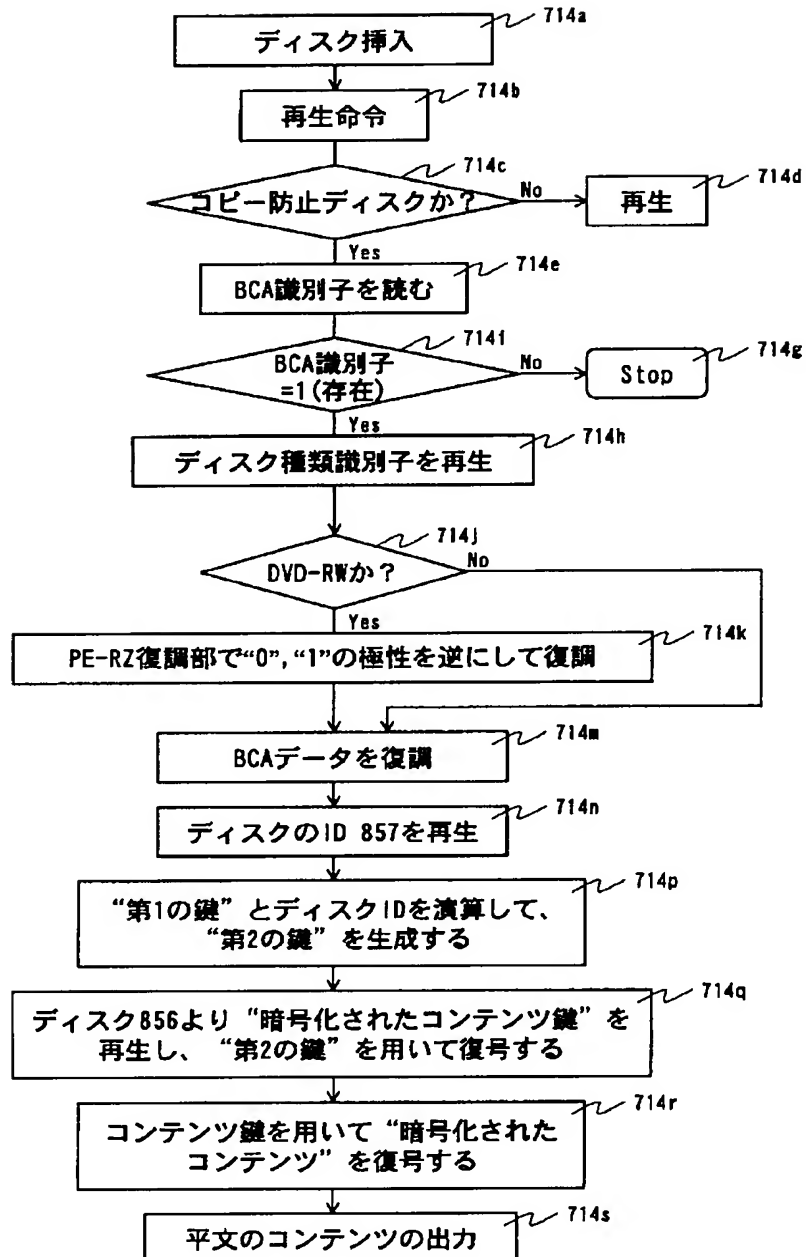 714a
ディスク挿入
714b
再生命令
714c
コピー防止ディスクか？
No
714d
再生
Yes
714e
BCA識別子を読む
714i
BCA識別子
=1(存在)
No
714g
Stop
Yes
714h
ディスク種類識別子を再生
714j
DVD-RWか？
No
Yes
714k
PE-RZ復調部で“0”,“1”の極性を逆にして復調
714m
BCAデータを復調
714n
ディスクのID 857を再生
714p
“第1の鍵”とディスクIDを演算して、
“第2の鍵”を生成する
714q
ディスク856より“暗号化されたコンテンツ鍵”を
再生し、“第2の鍵”を用いて復号する
714r
コンテンツ鍵を用いて“暗号化された
コンテンツ”を復号する
714s
平文のコンテンツの出力